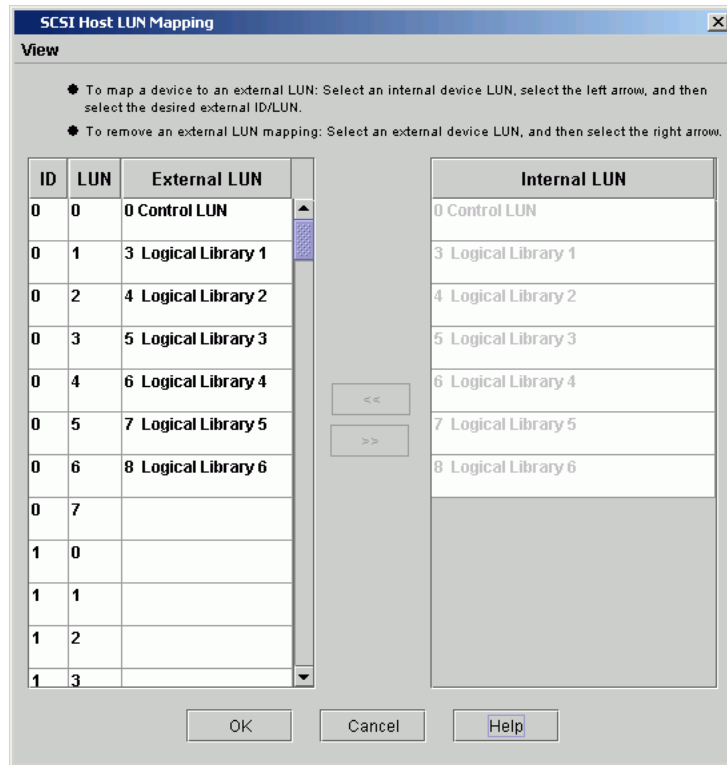 SCSI Host LUN Mapping
View
To map a device to an external LUN: Select an internal device LUN, select the left arrow, and then
select the desired external ID/LUN.
To remove an external LUN mapping: Select an external device LUN, and then select the right arrow.
ID LUN External LUN
0 0 0 Control LUN
0 1 3 Logical Library 1
0 2 4 Logical Library 2
0 3 5 Logical Library 3
0 4 6 Logical Library 4
0 5 7 Logical Library 5
0 6 8 Logical Library 6
0 7
1 0
1 1
1 2
1 3
<<
>>
Internal LUN
0 Control LUN
3 Logical Library 1
4 Logical Library 2
5 Logical Library 3
6 Logical Library 4
7 Logical Library 5
8 Logical Library 6
OK Cancel Help